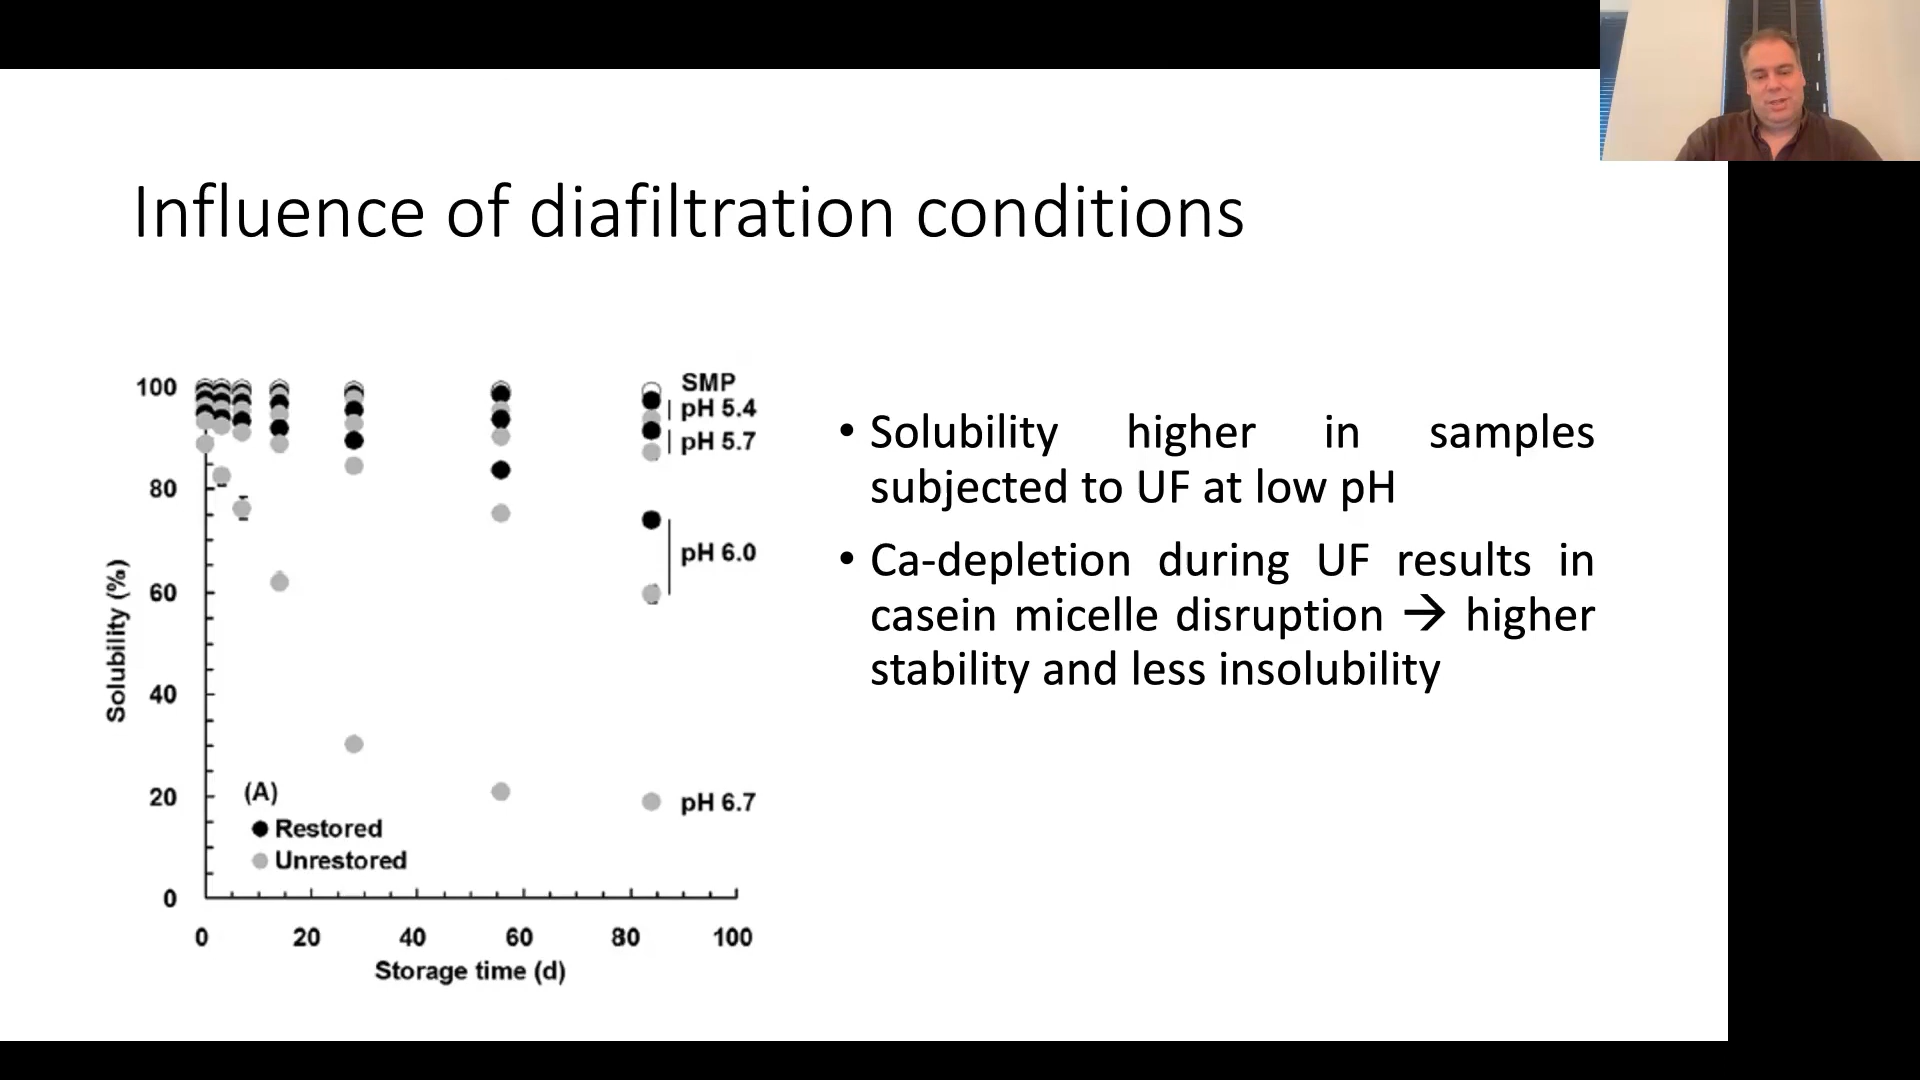 Influence of diafiltration conditions
100
80
60
40
20
0
Solubility (%)
0 20 40 60 80 100
Storage time (d)
(A)
Restored
Unrestored
SMP
pH 5.4
pH 5.7
pH 6.0
pH 6.7
• Solubility higher in samples
subjected to UF at low pH
• Ca-depletion during UF results in
casein micelle disruption → higher
stability and less insolubility